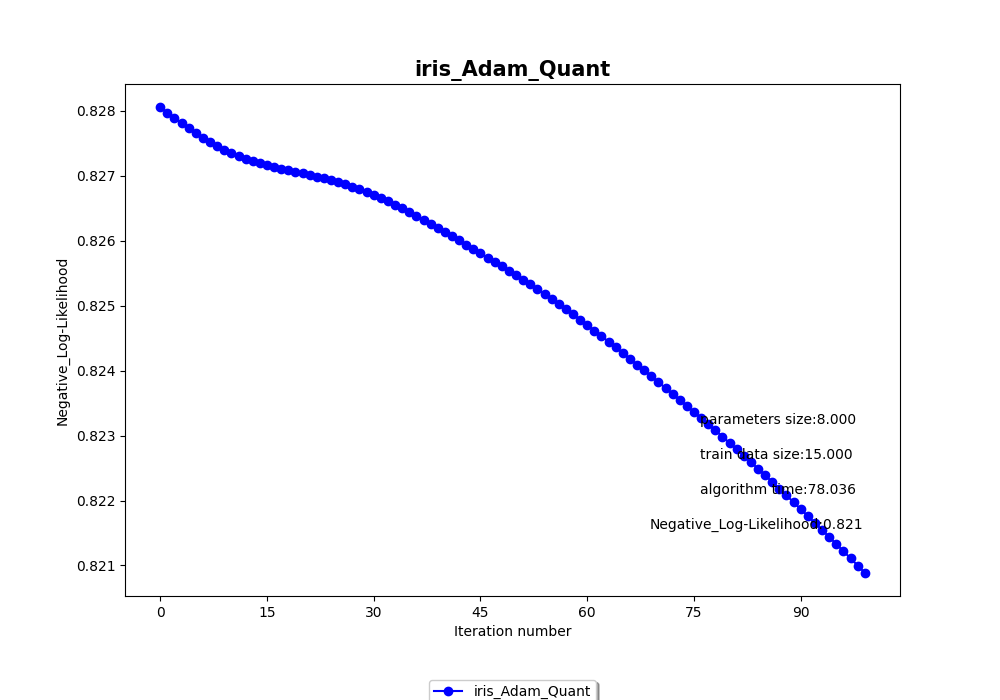 iris_Adam_Quant
0.828
0.827
0.826
0.825
0.824
0.823
0.822
0.821
Negative_Log-Likelihood
parameters size:8.000
train data size:15.000
algorithm time:78.036
Negative_Log-Likelihood:0.821
0 15 30 45 60 75 90
Iteration number
iris_Adam_Quant